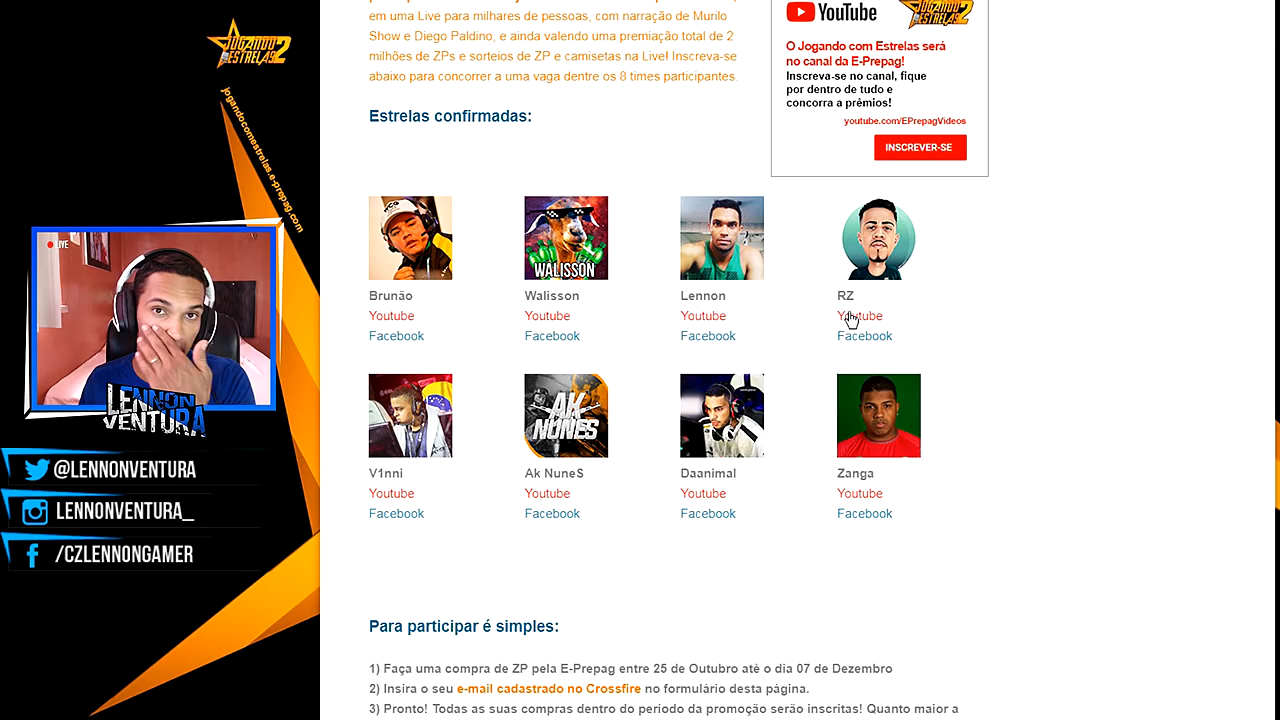 JOGANDO
ESTRELAS 2
jogandocomestrelas.e-prepag.com
LIVE
LENNON
VENTURA
@LENNONVENTURA
LENNONVENTURA_
/CZLENNONGAMER
em uma Live para milhares de pessoas, com narração de Murilo
Show e Diego Paldino, e ainda valendo uma premiação total de 2
milhões de ZPs e sorteios de ZP e camisetas na Live! Inscreva-se
abaixo para concorrer a uma vaga dentre os 8 times participantes.
YouTube
ESTRELAS 2
O Jogando com Estrelas será
no canal da E-Prepag!
Inscreva-se no canal, fique
por dentro de tudo e
concorra a prêmios!
youtube.com/EPrepagVideos
INSCREVER-SE
Estrelas confirmadas:
WALISSON
Brunão
Walisson
Lennon
RZ
Youtube
Youtube
Youtube
Youtube
Facebook
Facebook
Facebook
Facebook
AK
NUNES
V1nni
Ak NuneS
Daanimal
Zanga
Youtube
Youtube
Youtube
Youtube
Facebook
Facebook
Facebook
Facebook
Para participar é simples:
1) Faça uma compra de ZP pela E-Prepag entre 25 de Outubro até o dia 07 de Dezembro
2) Insira o seu e-mail cadastrado no Crossfire no formulário desta página.
3) Pronto! Todas as suas compras dentro do período da promoção serão inscritas! Quanto maior a